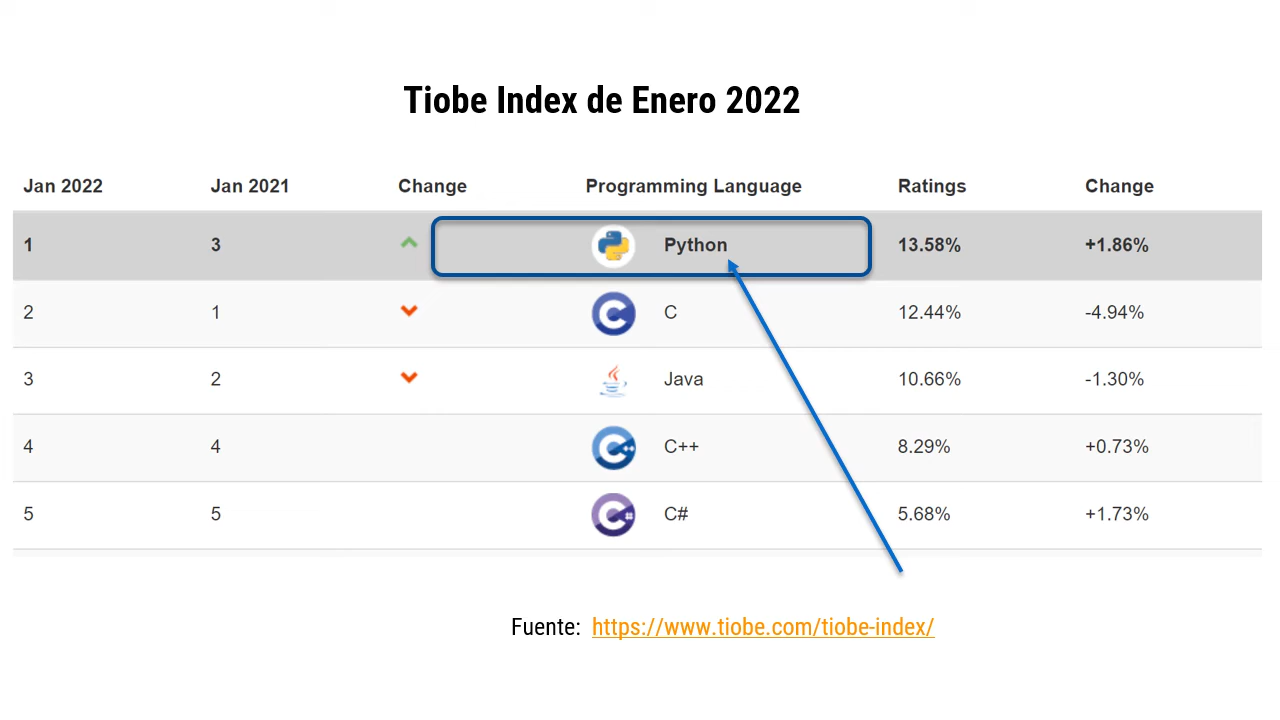 Tiobe Index de Enero 2022
Jan 2022 Jan 2021 Change Programming Language Ratings Change
1 3 Python 13.58% +1.86%
2 1 C 12.44% -4.94%
3 2 Java 10.66% -1.30%
4 4 C++ 8.29% +0.73%
5 5 C# 5.68% +1.73%
Fuente: https://www.tiobe.com/tiobe-index/